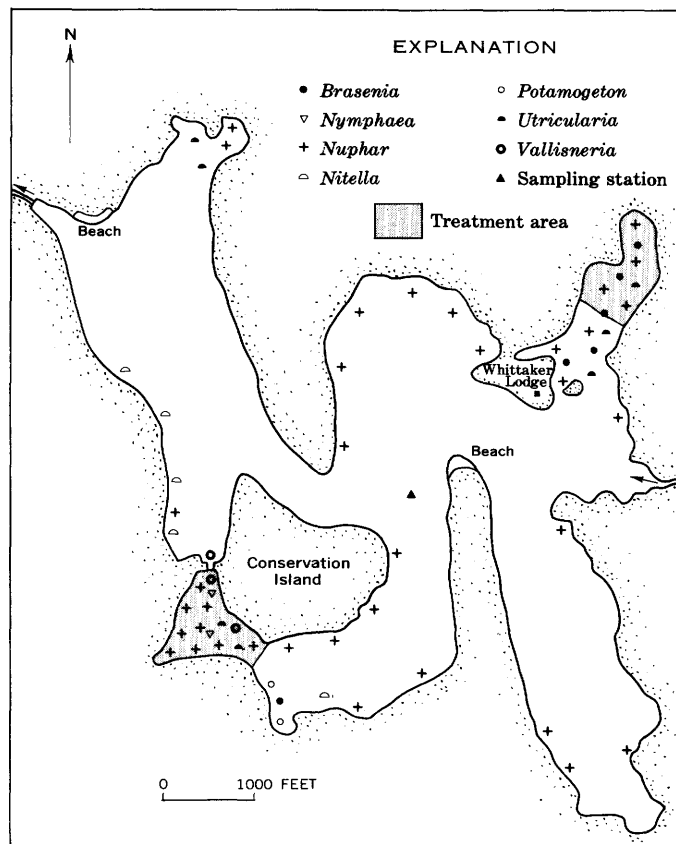 N
EXPLANATION
Brasenia
Nymphaea
Nuphar
Nitella
Potamogeton
Utricularia
Vallisneria
Sampling station
Treatment area
Beach
Whittaker
Lodge
Beach
Conservation
Island
0 1000 FEET